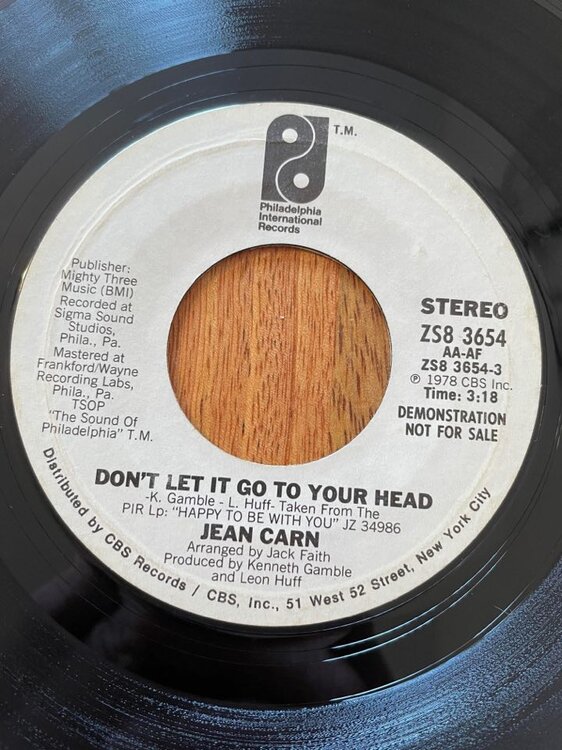 T.M.
Philadelphia
International
Records
Publisher:
Mighty Three
Music (BMI)
Recorded at
Sigma Sound
Studios,
Phila., Pa.
Mastered at
Frankford/Wayne
Recording Labs,
Phila., Pa.
TSOP
"The Sound Of
Philadelphia" T.M.
STEREO
ZS8 3654
AA-AF
ZS8 3654-3
℗ 1978 CBS Inc.
Time: 3:18
DEMONSTRATION
NOT FOR SALE
DON'T LET IT GO TO YOUR HEAD
-K. Gamble - L. Huff- Taken From The
PIR Lp: "HAPPY TO BE WITH YOU" JZ 34986
JEAN CARN
Arranged by Jack Faith
Produced by Kenneth Gamble
and Leon Huff
Distributed by CBS Records / CBS, Inc., 51 West 52 Street, New York City